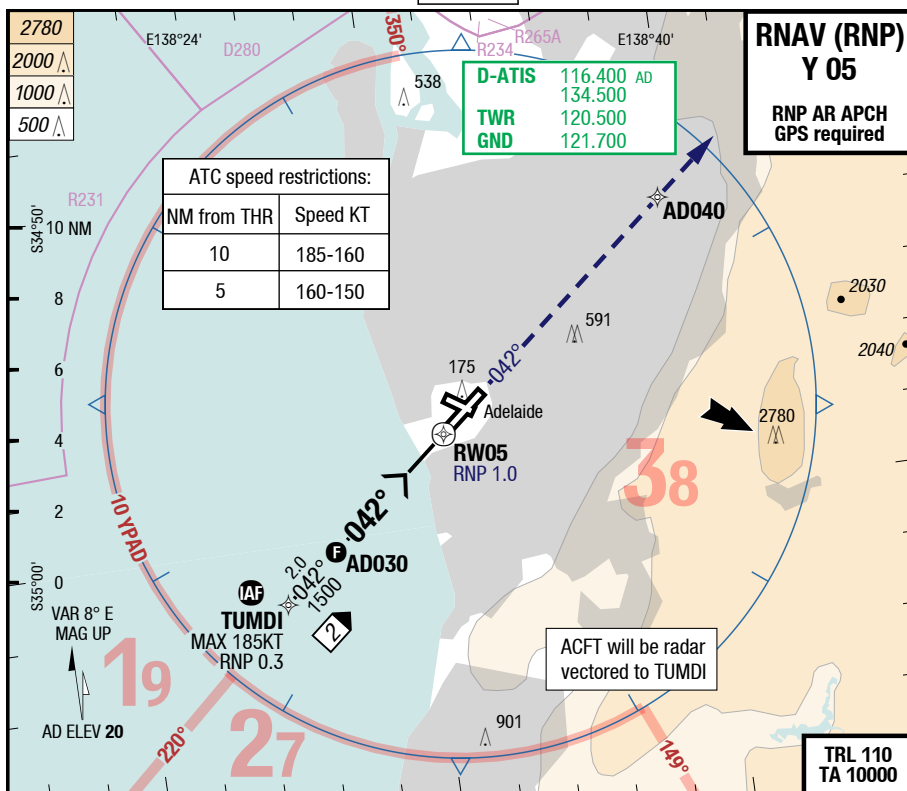 2780
2000
1000
500
E138°24'
D280
350°
R234
R265A
E138°40'
RNAV (RNP)
Y 05
RNP AR APCH
GPS required
538
D-ATIS 116.400 AD
134.500
TWR 120.500
GND 121.700
ATC speed restrictions:
NM from THR Speed KT
10 185-160
5 160-150
R231
S34°50'
10 NM
8
6
4
2
0
S35°00'
AD040
2030
2040
591
175
042°
Adelaide
2780
RW05
RNP 1.0
38
10 YPAD
042°
F AD030
2.0
042°
1500
IAF
TUMDI
MAX 185KT
RNP 0.3
2
VAR 8° E
MAG UP
AD ELEV 20
19
27
220°
ACFT will be radar
vectored to TUMDI
901
149°
TRL 110
TA 10000